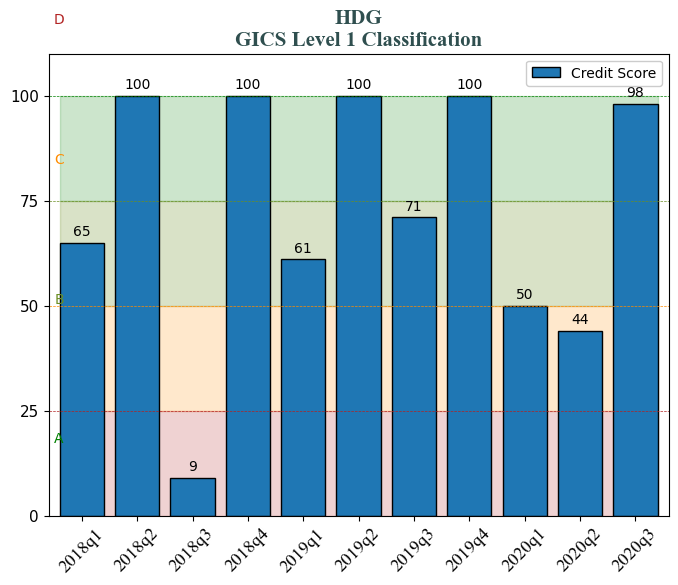 D
HDG
GICS Level 1 Classification
Credit Score
100
100
100
100
100
98
C
75
71
65
61
B
50
50
44
25
A
9
0
2018q1
2018q2
2018q3
2018q4
2019q1
2019q2
2019q3
2019q4
2020q1
2020q2
2020q3